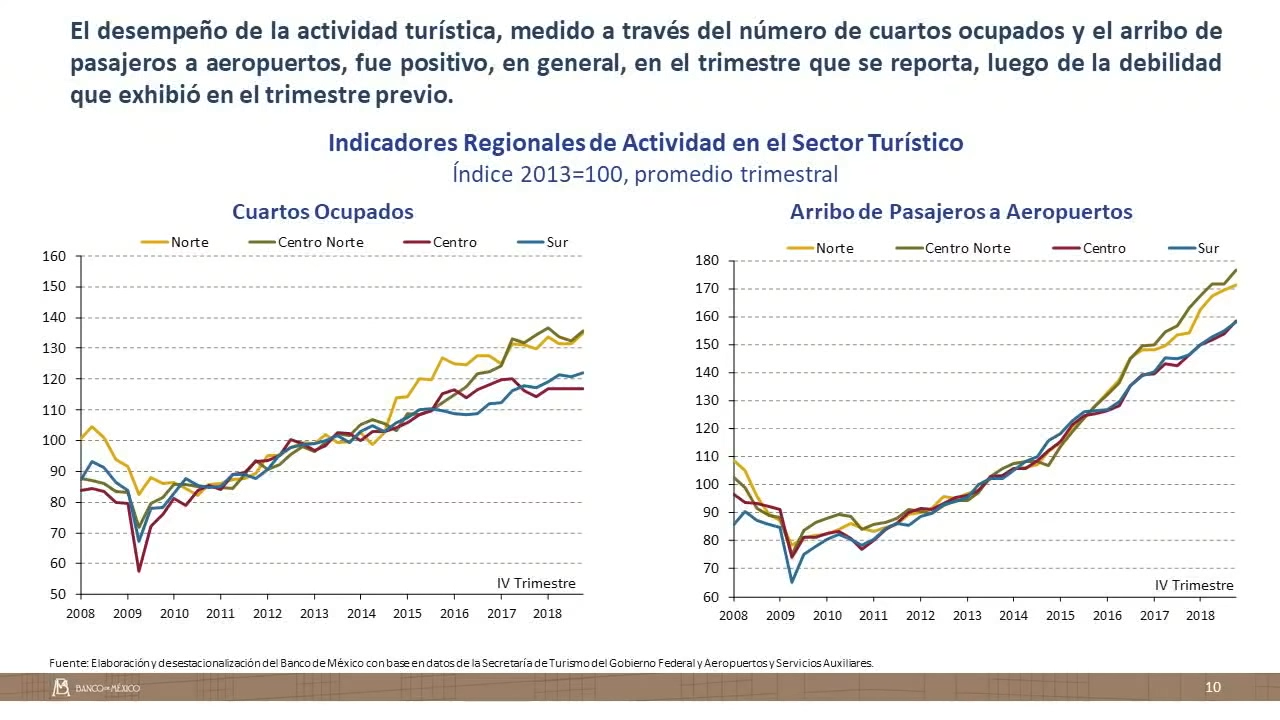 El desempeño de la actividad turística, medido a través del número de cuartos ocupados y el arribo de
pasajeros a aeropuertos, fue positivo, en general, en el trimestre que se reporta, luego de la debilidad
que exhibió en el trimestre previo.
Indicadores Regionales de Actividad en el Sector Turístico
Índice 2013=100, promedio trimestral
Cuartos Ocupados
Norte Centro Norte Centro Sur
160
150
140
130
120
110
100
90
80
70
60
50
IV Trimestre
2008 2009 2010 2011 2012 2013 2014 2015 2016 2017 2018
Arribo de Pasajeros a Aeropuertos
Norte Centro Norte Centro Sur
180
170
160
150
140
130
120
110
100
90
80
70
60
IV Trimestre
2008 2009 2010 2011 2012 2013 2014 2015 2016 2017 2018
Fuente: Elaboración y desestacionalización del Banco de México con base en datos de la Secretaría de Turismo del Gobierno Federal y Aeropuertos y Servicios Auxiliares.
BANCO DE MÉXICO
10